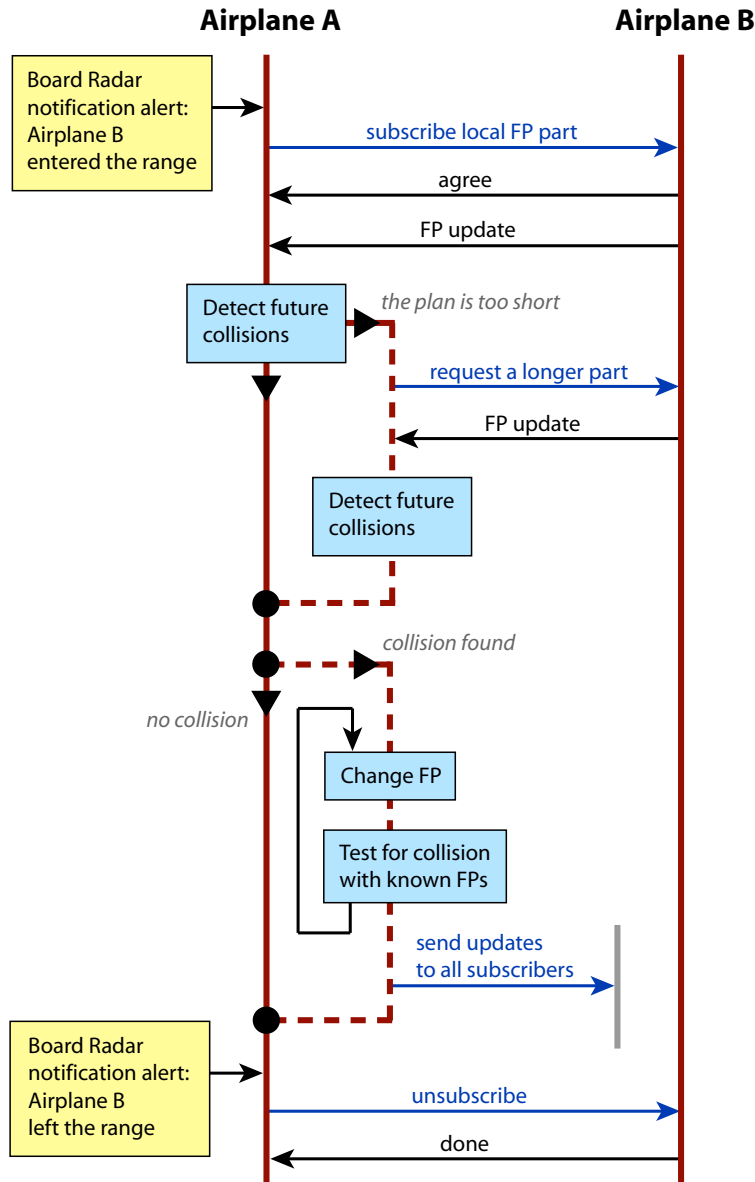 Airplane A
Airplane B
Board Radar
notification alert:
Airplane B
entered the range
subscribe local FP part
agree
FP update
Detect future
collisions
the plan is too short
request a longer part
FP update
Detect future
collisions
collision found
no collision
Change FP
Test for collision
with known FPs
send updates
to all subscribers
Board Radar
notification alert:
Airplane B
left the range
unsubscribe
done